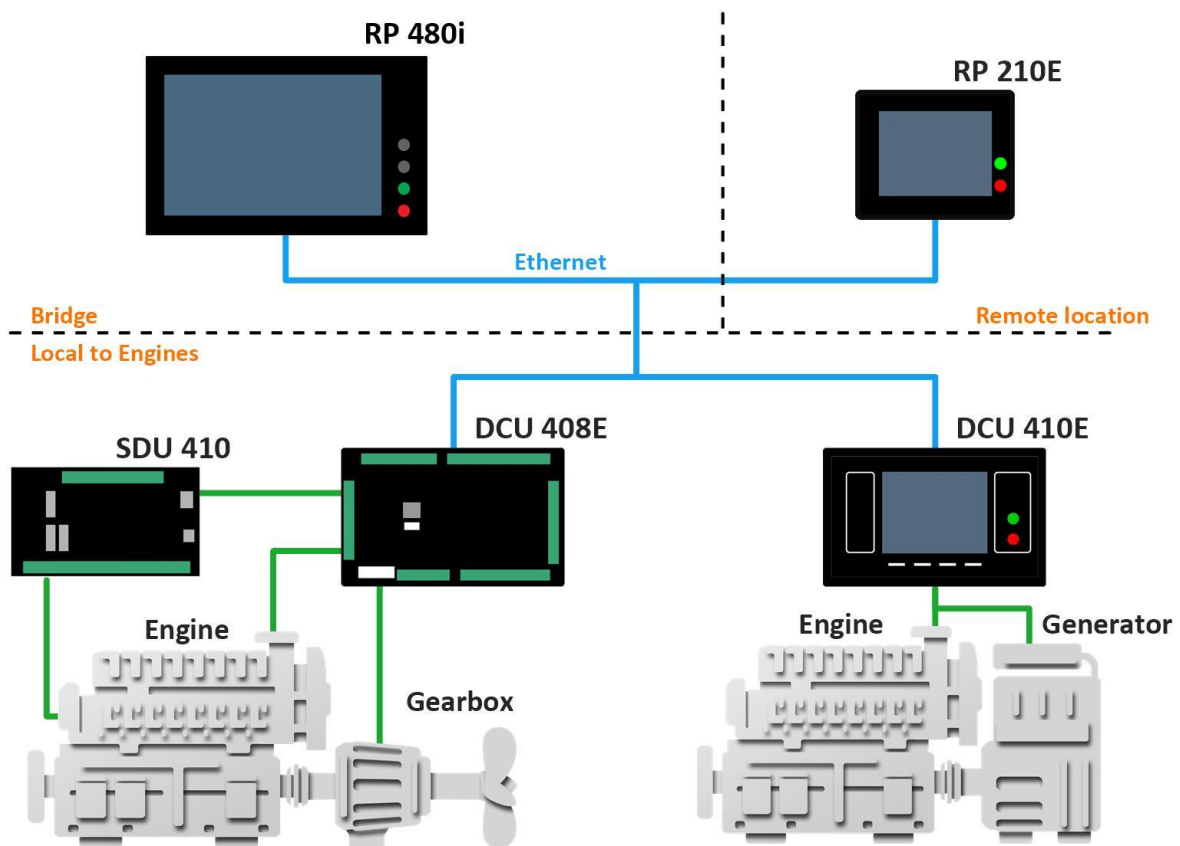 RP 480i
RP 210E
Ethernet
Bridge
Remote location
Local to Engines
SDU 410
DCU 408E
DCU 410E
Engine
Gearbox
Engine
Generator